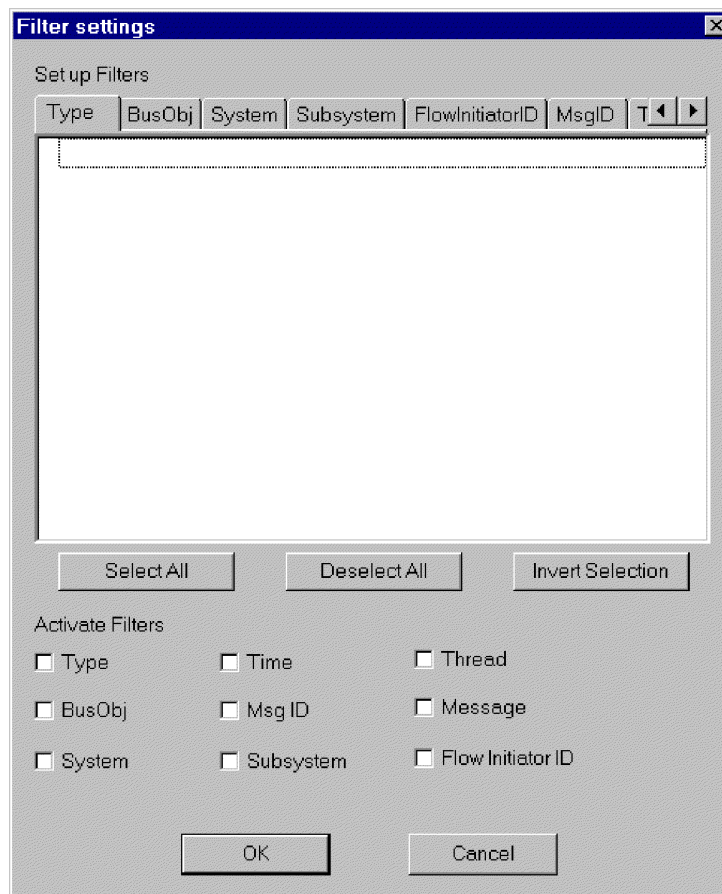 Filter settings
Set up Filters
Type BusObj System Subsystem FlowInitiatorID MsgID T
Select All Deselect All Invert Selection
Activate Filters
Type Time Thread
BusObj Msg ID Message
System Subsystem Flow Initiator ID
OK Cancel